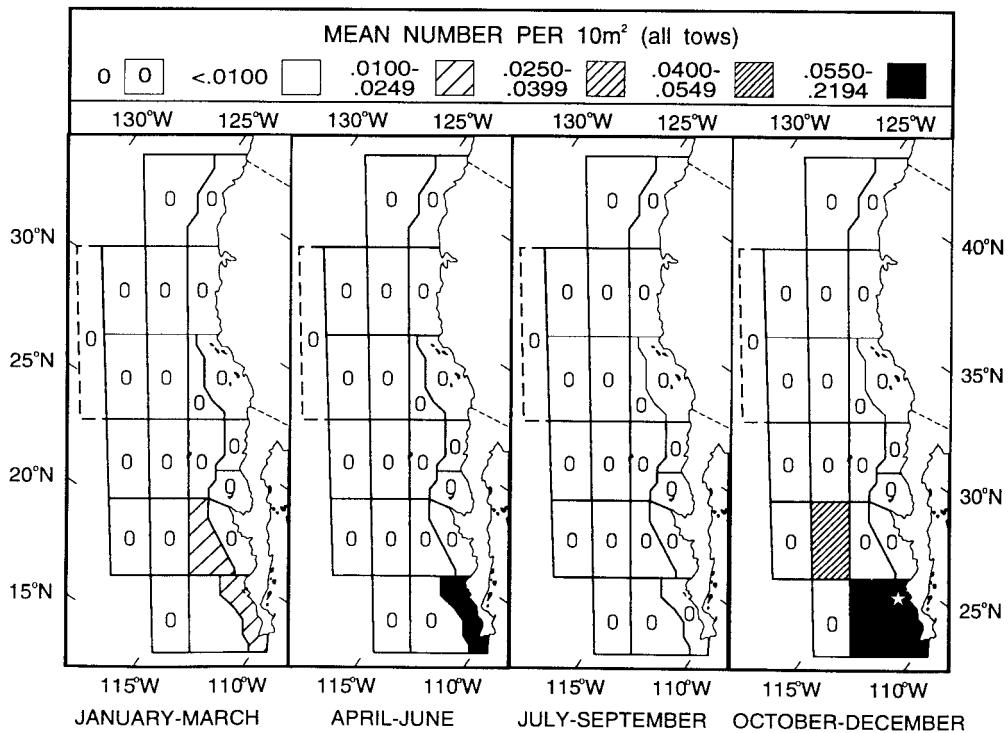 MEAN NUMBER PER 10m² (all tows)
0 0 <.0100 .0100-.0249 .0250-.0399 .0400-.0549 .0550-.2194
130°W 125°W 130°W 125°W 130°W 125°W 130°W 125°W
0 0 0 0 0 0 0 0
30°N 40°N
0 0 0 0 0 0 0 0 0 0 0 0
0 0 0 0
25°N 35°N
0 0 0 0 0 0 0 0 0 0 0 0
0 0 0 0
0 0 0 0
0 0 0 0 0 0 0 0 0 0 0 0
20°N 30°N
0 0 0 0
0 0 0 0 0 0 0 0 0 0 0 0 0 0
15°N 25°N
0 0 0 0 0 0 0
115°W 110°W 115°W 110°W 115°W 110°W 115°W 110°W
JANUARY-MARCH APRIL-JUNE JULY-SEPTEMBER OCTOBER-DECEMBER